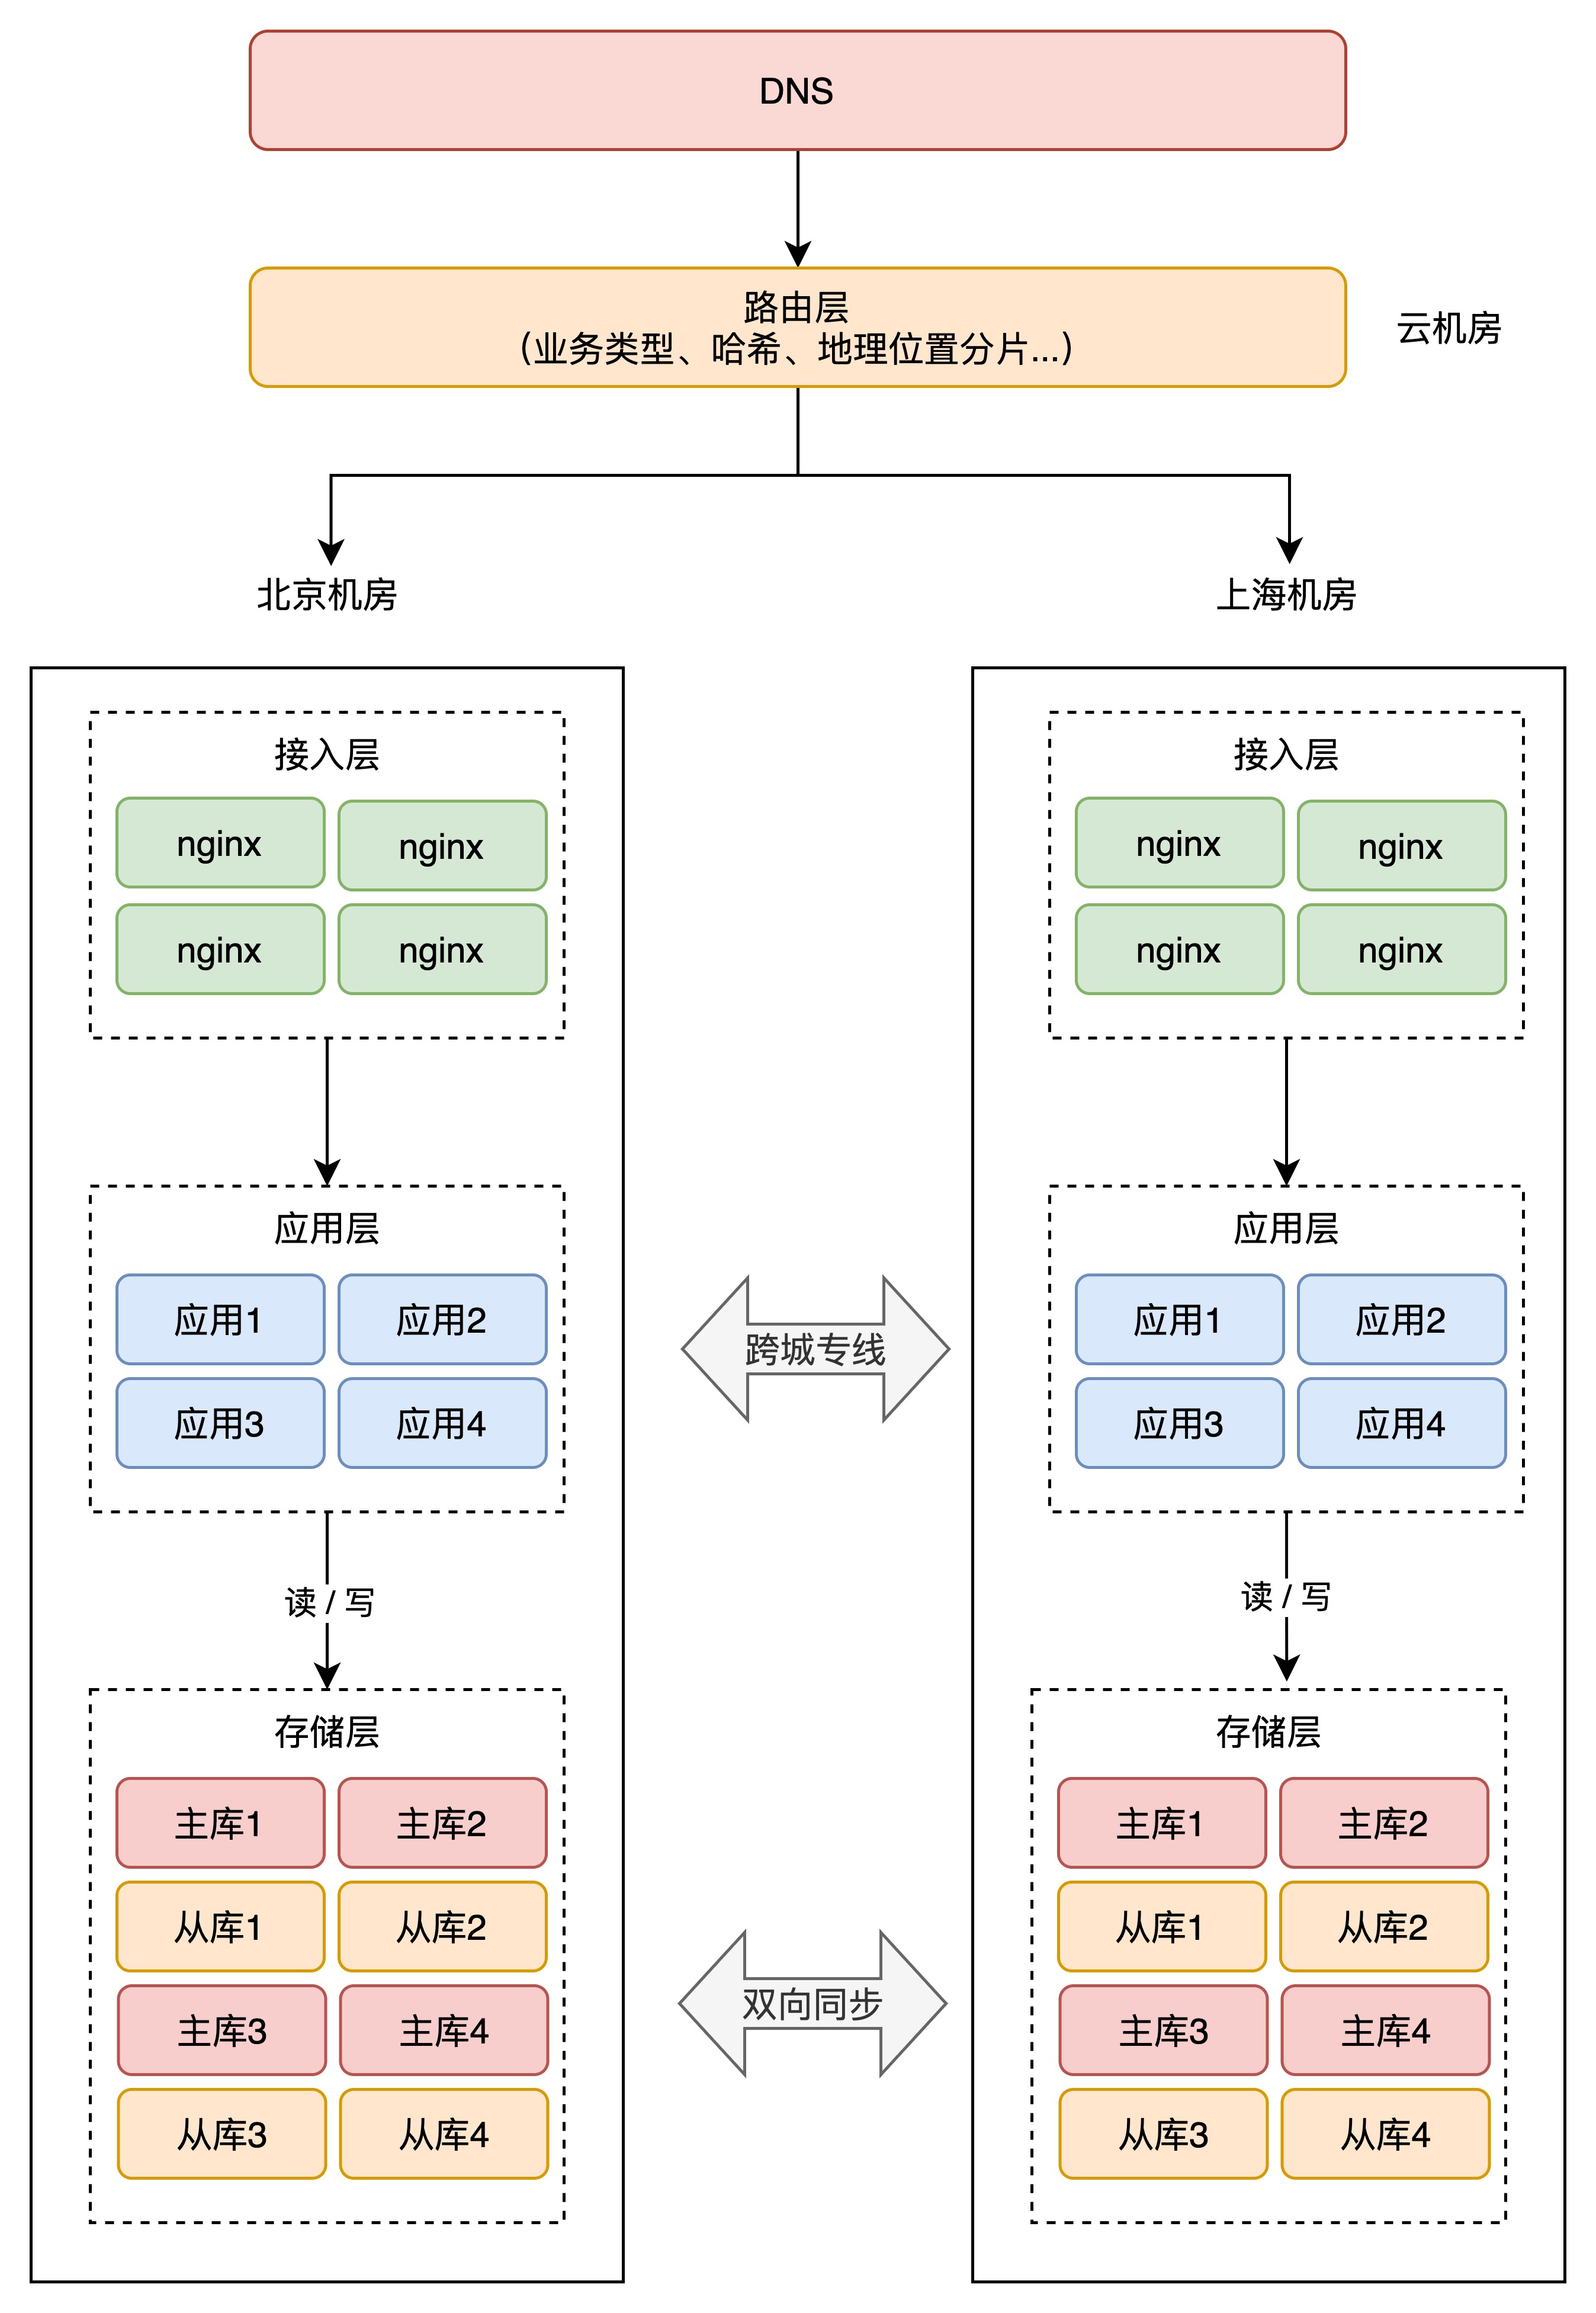 DNS
路由层
(业务类型、哈希、地理位置分片...)
云机房
北京机房
上海机房
接入层
nginx
nginx
nginx
nginx
应用层
应用1
应用2
应用3
应用4
读 / 写
存储层
主库1
主库2
从库1
从库2
主库3
主库4
从库3
从库4
跨城专线
双向同步
接入层
nginx
nginx
nginx
nginx
应用层
应用1
应用2
应用3
应用4
读 / 写
存储层
主库1
主库2
从库1
从库2
主库3
主库4
从库3
从库4